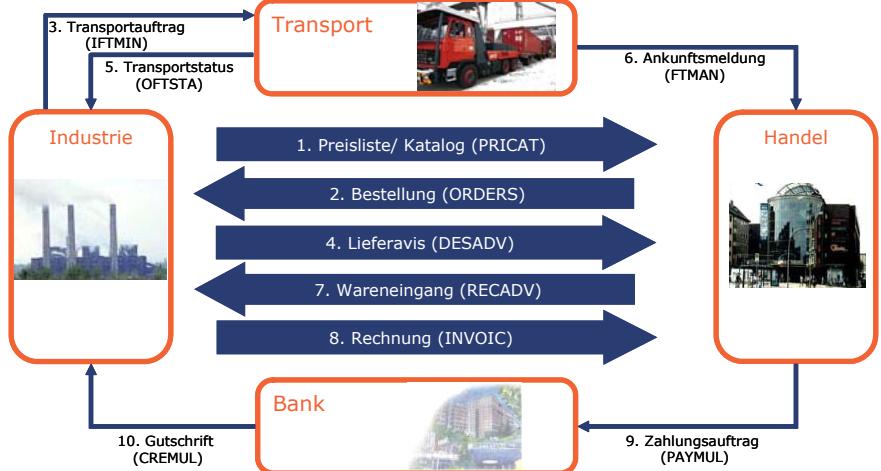 3. Transportauftrag
(IFTMIN)
Transport
5. Transportstatus
(OFTSTA)
6. Ankunftsmeldung
(FTMAN)
Industrie
Handel
1. Preisliste/ Katalog (PRICAT)
2. Bestellung (ORDERS)
4. Lieferavis (DESADV)
7. Wareneingang (RECADV)
8. Rechnung (INVOIC)
Bank
10. Gutschrift
(CREMUL)
9. Zahlungsauftrag
(PAYMUL)